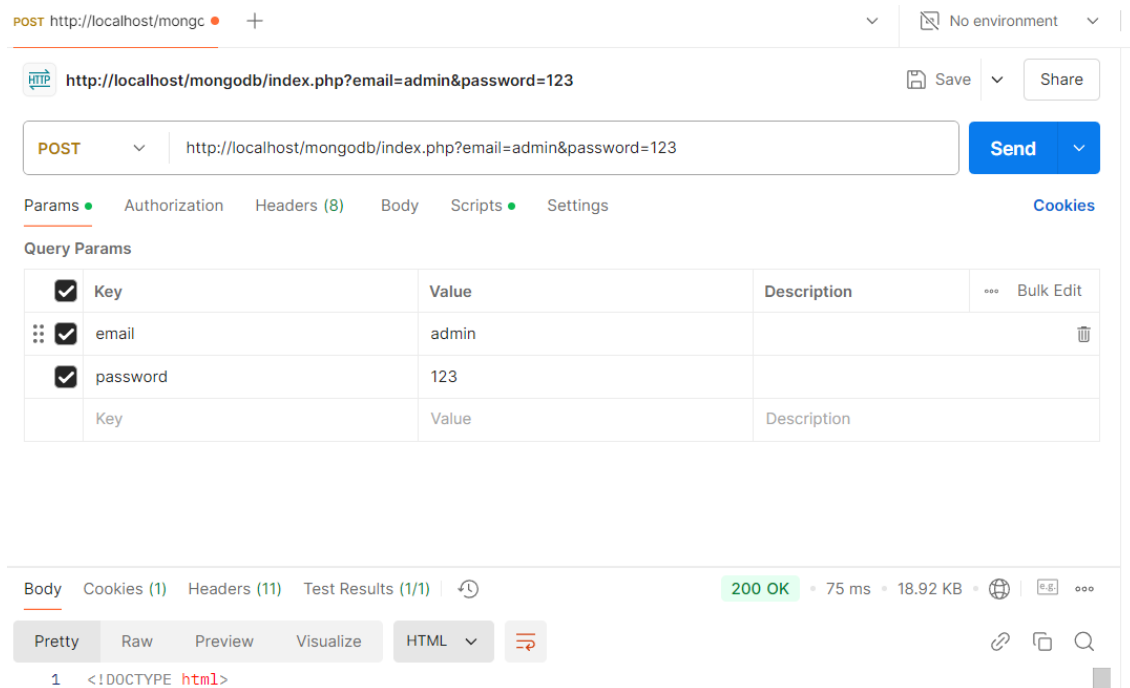 POST http://localhost/mongc
No environment
HTTP http://localhost/mongodb/index.php?email=admin&password=123 Save Share
POST http://localhost/mongodb/index.php?email=admin&password=123 Send
Params Authorization Headers (8) Body Scripts Settings Cookies
Query Params
Key Value Description Bulk Edit
email admin
password 123
Key Value Description
Body Cookies (1) Headers (11) Test Results (1/1) 200 OK 75 ms 18.92 KB e.g.
Pretty Raw Preview Visualize HTML
1 <!DOCTYPE html>